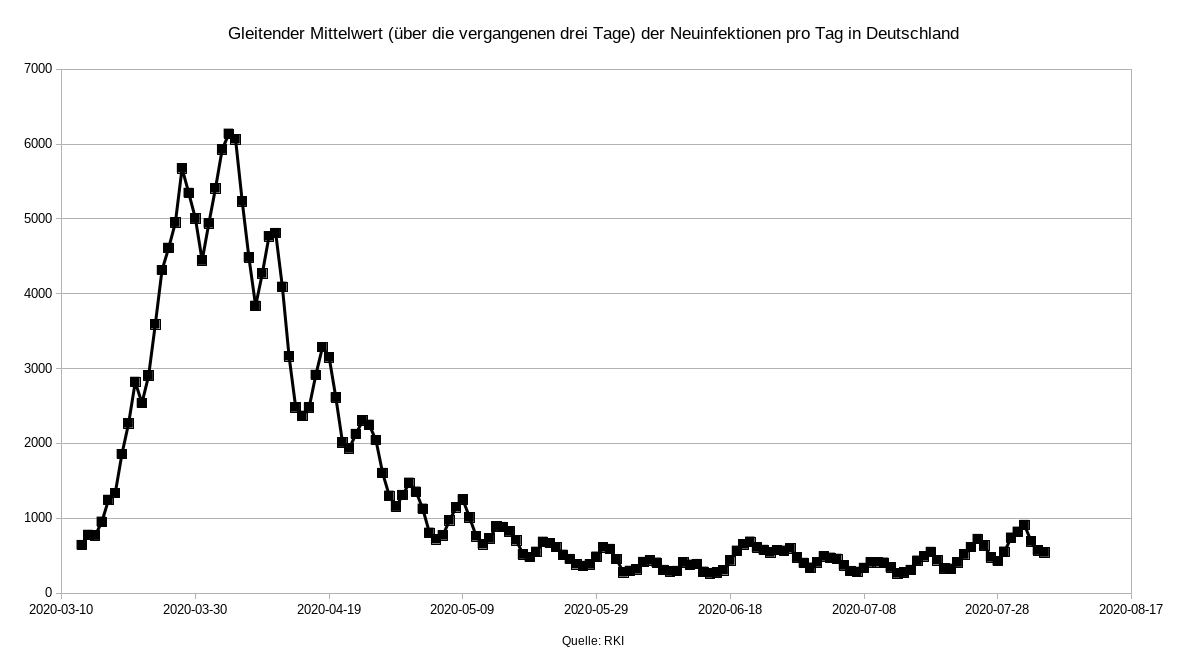 Gleitender Mittelwert (über die vergangenen drei Tage) der Neuinfektionen pro Tag in Deutschland
7000
6000
5000
4000
3000
2000
1000
0
2020-03-10 2020-03-30 2020-04-19 2020-05-09 2020-05-29 2020-06-18 2020-07-08 2020-07-28 2020-08-17
Quelle: RKI